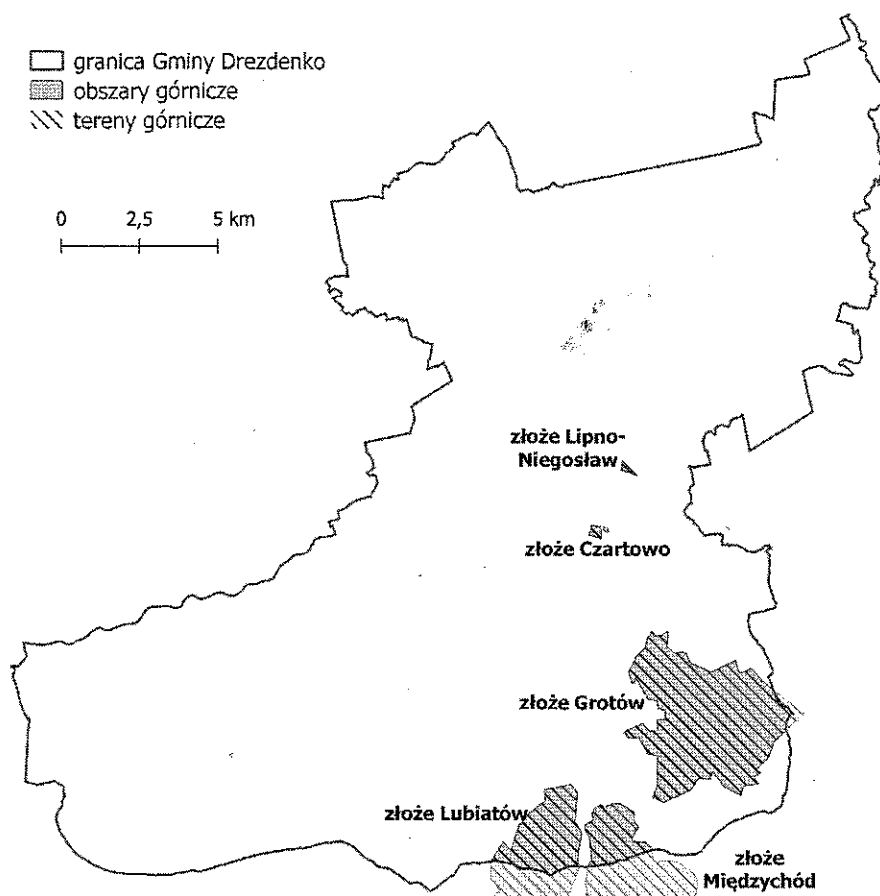 granica Gminy Drezdenko
obszary górnicze
tereny górnicze
0 2,5 5 km
złoże Lipno-
Niegosław
złoże Czartowo
złoże Grotów
złoże Lubiatów
złoże
Międzychód